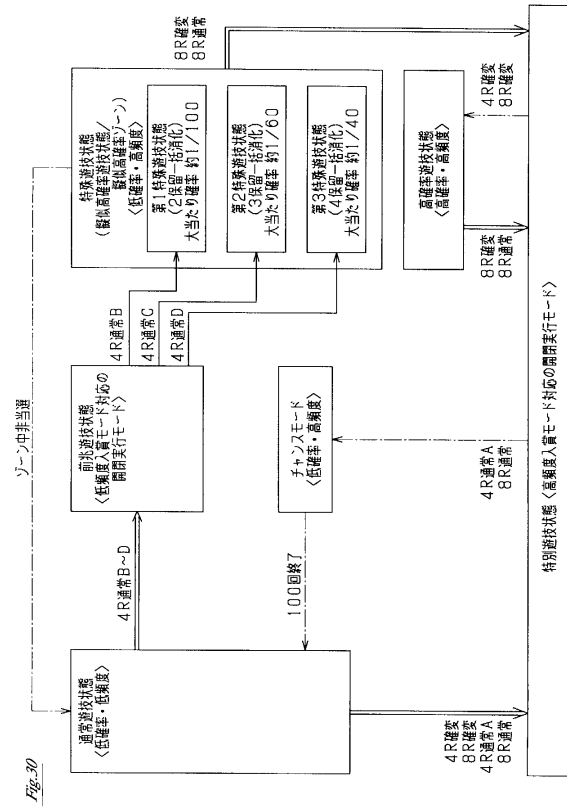 Fig.30
ゾーン中非当選
通常遊技状態
〈低確率・低頻度〉
4R通常B～D
前兆遊技状態
〈低頻度入賞モード対応の
開閉実行モード〉
4R通常B
4R通常C
4R通常D
特殊遊技状態
〈擬似高確率遊技状態/
擬似高確率ゾーン〉
〈低確率・高頻度〉
第1特殊遊技状態
(2保留一括消化)
大当たり確率 約1/100
第2特殊遊技状態
(3保留一括消化)
大当たり確率 約1/60
第3特殊遊技状態
(4保留一括消化)
大当たり確率 約1/40
8R確変
8R通常
100回終了
チャンスモード
〈低確率・高頻度〉
高確率遊技状態
〈高確率・高頻度〉
4R確変
8R確変
4R通常A
8R通常
4R通常A
8R通常
8R確変
8R通常
4R確変
8R確変
特別遊技状態〈高頻度入賞モード対応の開閉実行モード〉